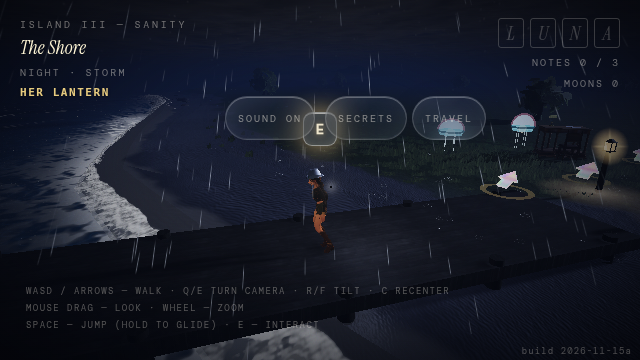 ISLAND III — SANITY
The Shore
NIGHT · STORM
HER LANTERN
L U N A
NOTES 0 / 3
MOONS 0
SOUND ON
E
SECRETS
TRAVEL
WASD / ARROWS — WALK · Q/E TURN CAMERA · R/F TILT · C RECENTER
MOUSE DRAG — LOOK · WHEEL — ZOOM
SPACE — JUMP (HOLD TO GLIDE) · E — INTERACT
build 2026-11-15a